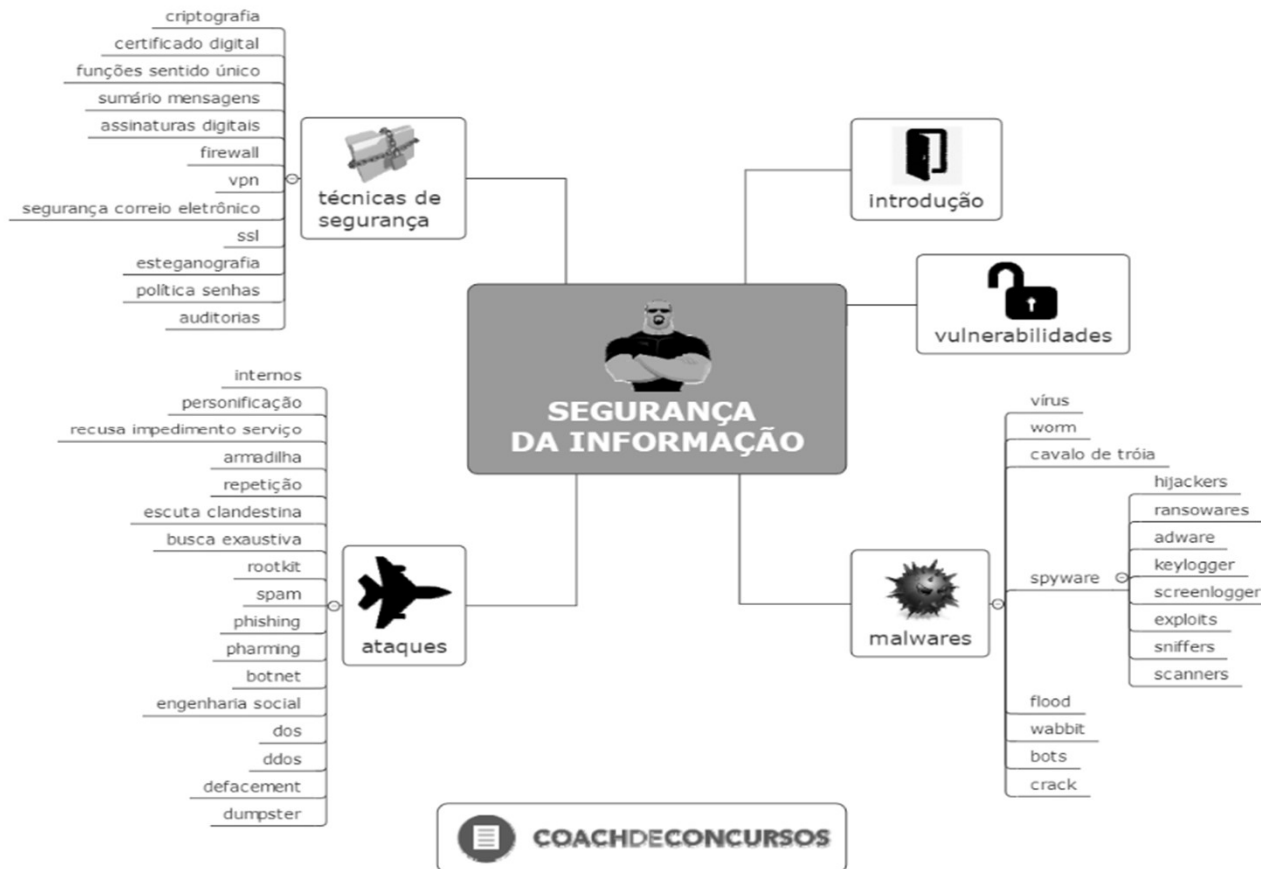 criptografia
certificado digital
funções sentido único
sumário mensagens
assinaturas digitais
firewall
vpn
segurança correio eletrônico
ssl
esteganografia
política senhas
auditorias
técnicas de
segurança
introdução
vulnerabilidades
SEGURANÇA
DA INFORMAÇÃO
internos
personificação
recusa impedimento serviço
armadilha
repetição
escuta clandestina
busca exaustiva
rootkit
spam
phishing
pharming
botnet
engenharia social
dos
ddos
defacement
dumpster
ataques
malwares
vírus
worm
cavalo de tróia
spyware
hijackers
ransowares
adware
keylogger
screenlogger
exploits
sniffers
scanners
flood
wabbit
bots
crack
COACHDECONCURSOS